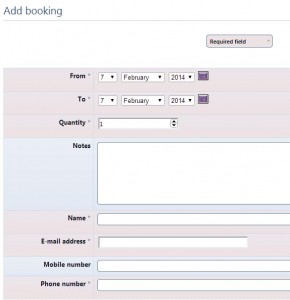 Add booking
Required field *
From * 7 February 2014
To * 7 February 2014
Quantity * 1
Notes
Name *
E-mail address *
Mobile number
Phone number *